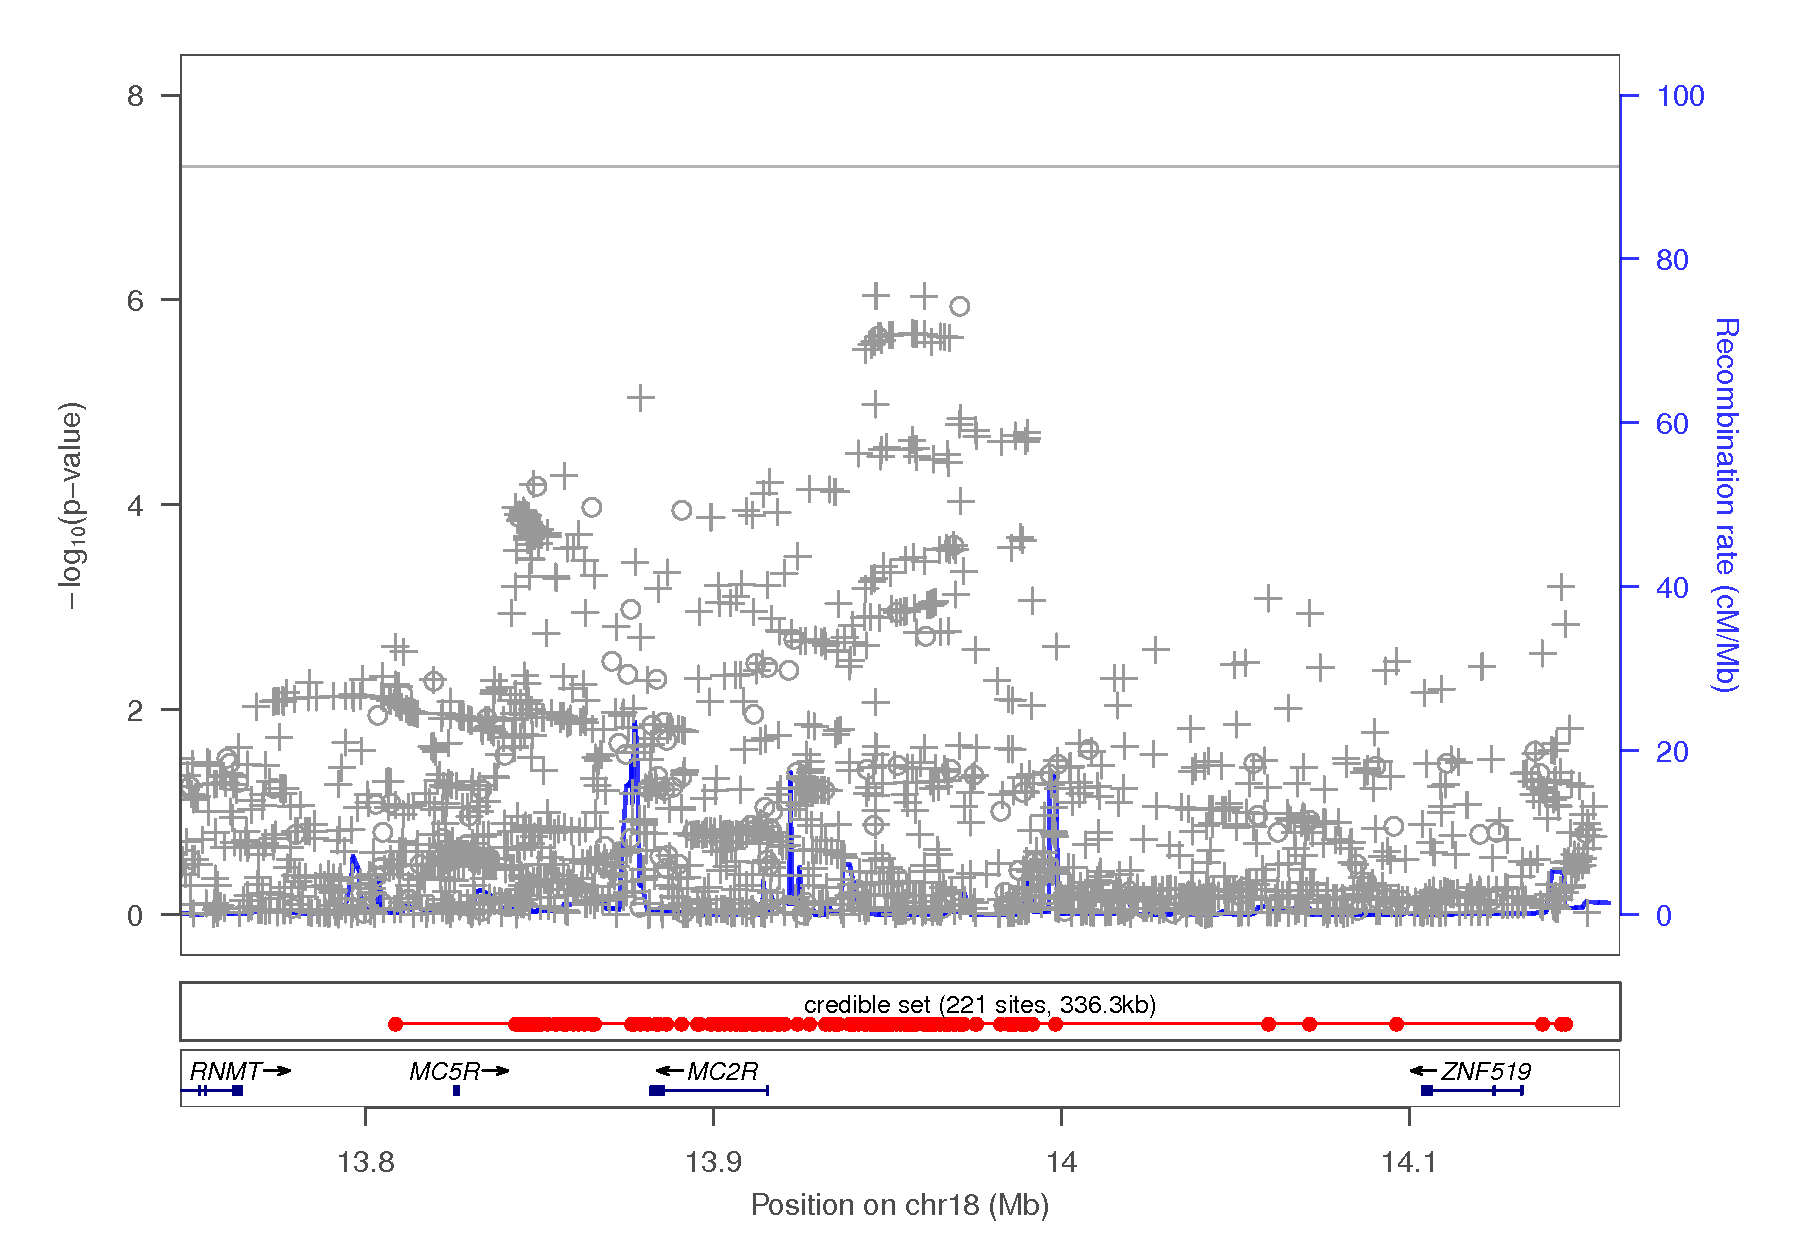 8
6
4
2
0
−log10(p−value)
100
80
60
40
20
0
Recombination rate (cM/Mb)
credible set (221 sites, 336.3kb)
RNMT→ MC5R→ ←MC2R ←ZNF519
13.8 13.9 14 14.1
Position on chr18 (Mb)